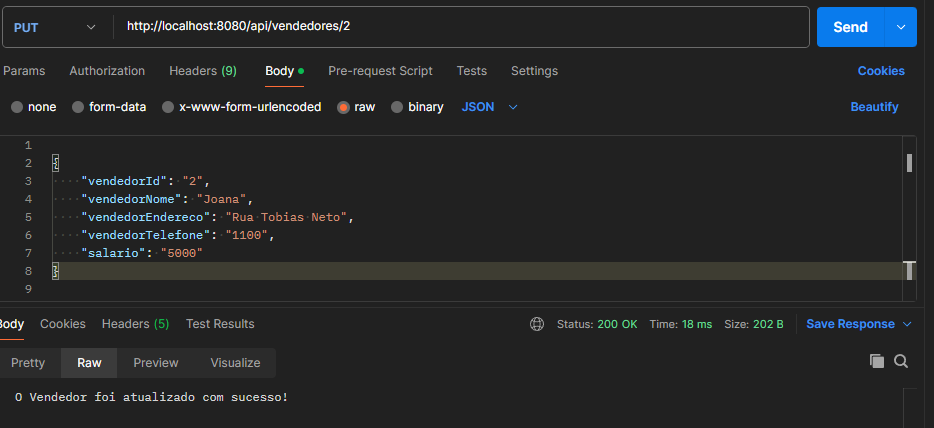 PUT http://localhost:8080/api/vendedores/2 Send
Params Authorization Headers (9) Body Pre-request Script Tests Settings Cookies
none form-data x-www-form-urlencoded raw binary JSON Beautify
1
2 {
3 "vendedorId": "2",
4 "vendedorNome": "Joana",
5 "vendedorEndereco": "Rua Tobias Neto",
6 "vendedorTelefone": "1100",
7 "salario": "5000"
8 }
9
Body Cookies Headers (5) Test Results Status: 200 OK Time: 18 ms Size: 202 B Save Response
Pretty Raw Preview Visualize
O Vendedor foi atualizado com sucesso!